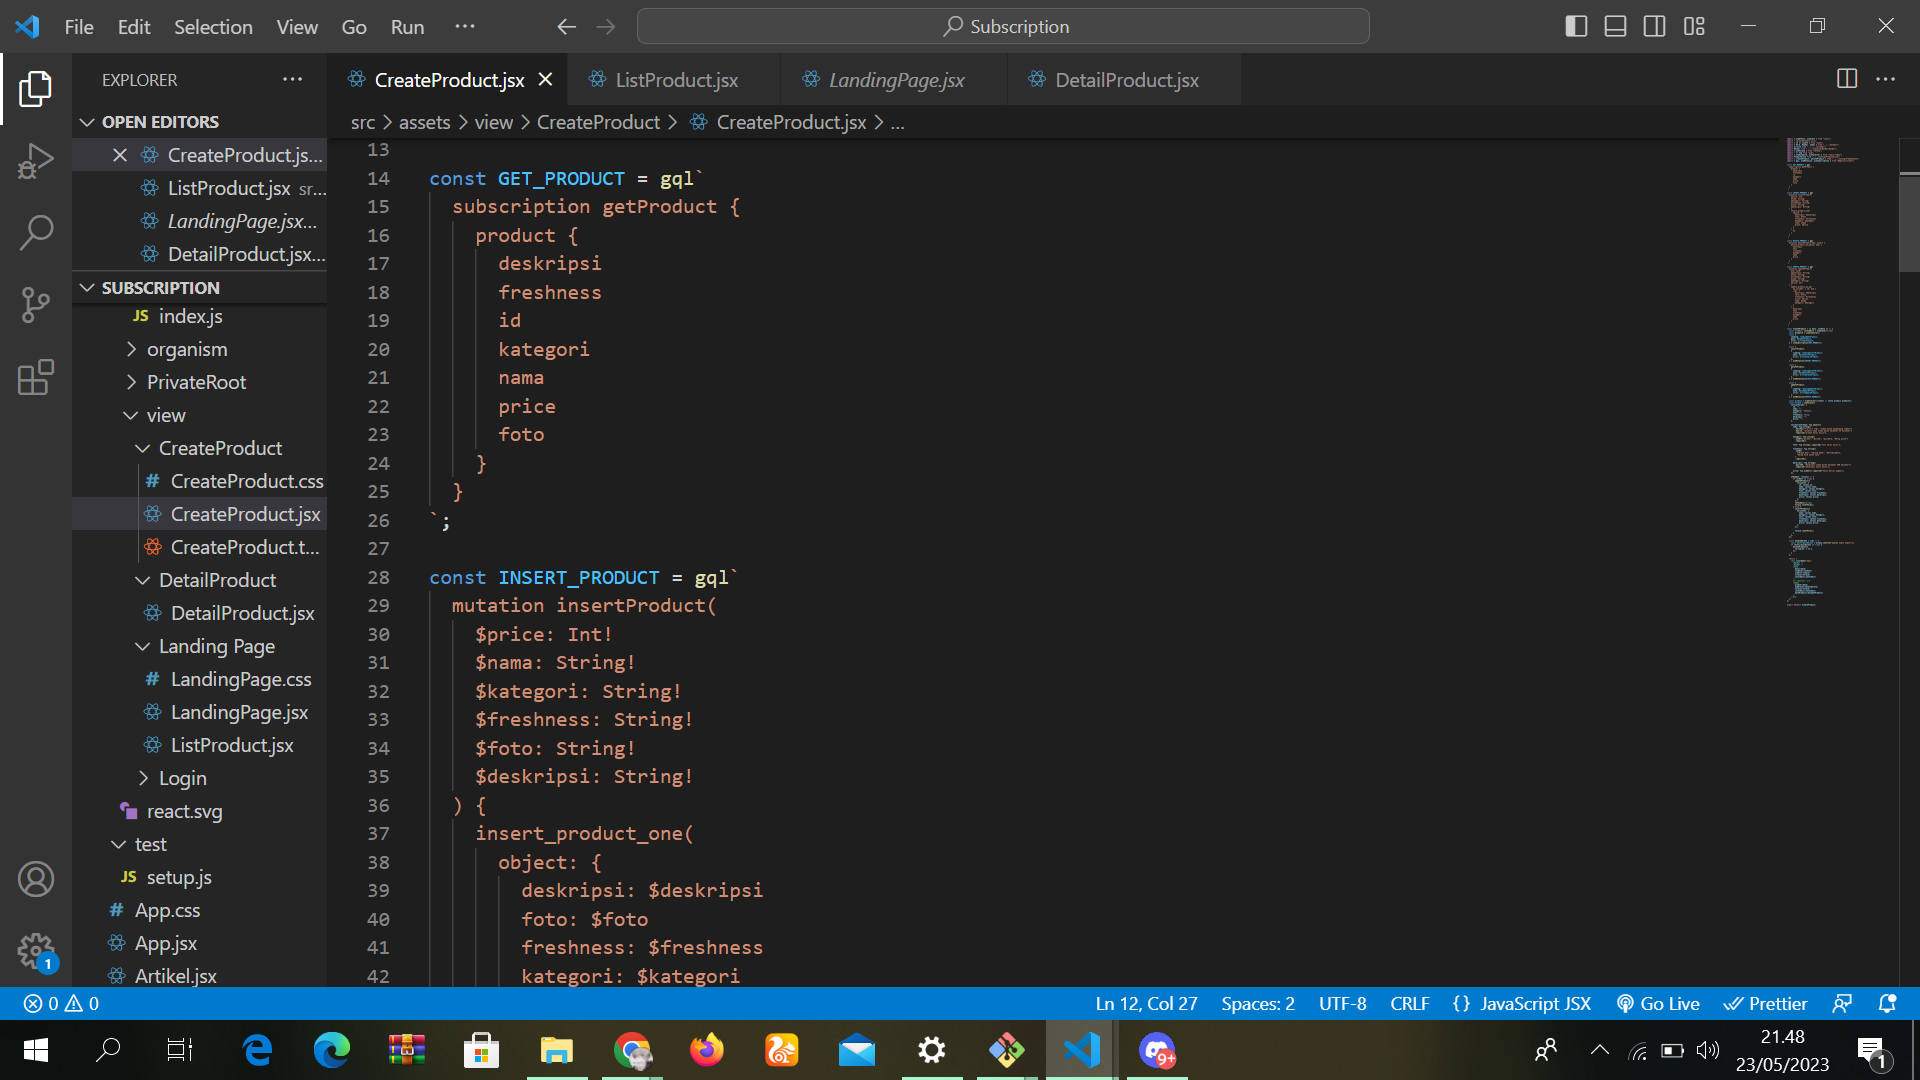 File Edit Selection View Go Run ···
Subscription
EXPLORER
CreateProduct.jsx
ListProduct.jsx
LandingPage.jsx
DetailProduct.jsx
OPEN EDITORS
src > assets > view > CreateProduct > CreateProduct.jsx > ...
CreateProduct.js...
ListProduct.jsx sr...
LandingPage.jsx...
DetailProduct.jsx...
SUBSCRIPTION
JS index.js
organism
PrivateRoot
view
CreateProduct
# CreateProduct.css
CreateProduct.jsx
CreateProduct.t...
DetailProduct
DetailProduct.jsx
Landing Page
# LandingPage.css
LandingPage.jsx
ListProduct.jsx
Login
react.svg
test
JS setup.js
# App.css
App.jsx
Artikel.jsx
1
13
14 const GET_PRODUCT = gql`
15 subscription getProduct {
16 product {
17 deskripsi
18 freshness
19 id
20 kategori
21 nama
22 price
23 foto
24 }
25 }
26 `;
27
28 const INSERT_PRODUCT = gql`
29 mutation insertProduct(
30 $price: Int!
31 $nama: String!
32 $kategori: String!
33 $freshness: String!
34 $foto: String!
35 $deskripsi: String!
36 ) {
37 insert_product_one(
38 object: {
39 deskripsi: $deskripsi
40 foto: $foto
41 freshness: $freshness
42 kategori: $kategori
0 0
Ln 12, Col 27 Spaces: 2 UTF-8 CRLF {} JavaScript JSX Go Live Prettier
9+
21.48
23/05/2023
1